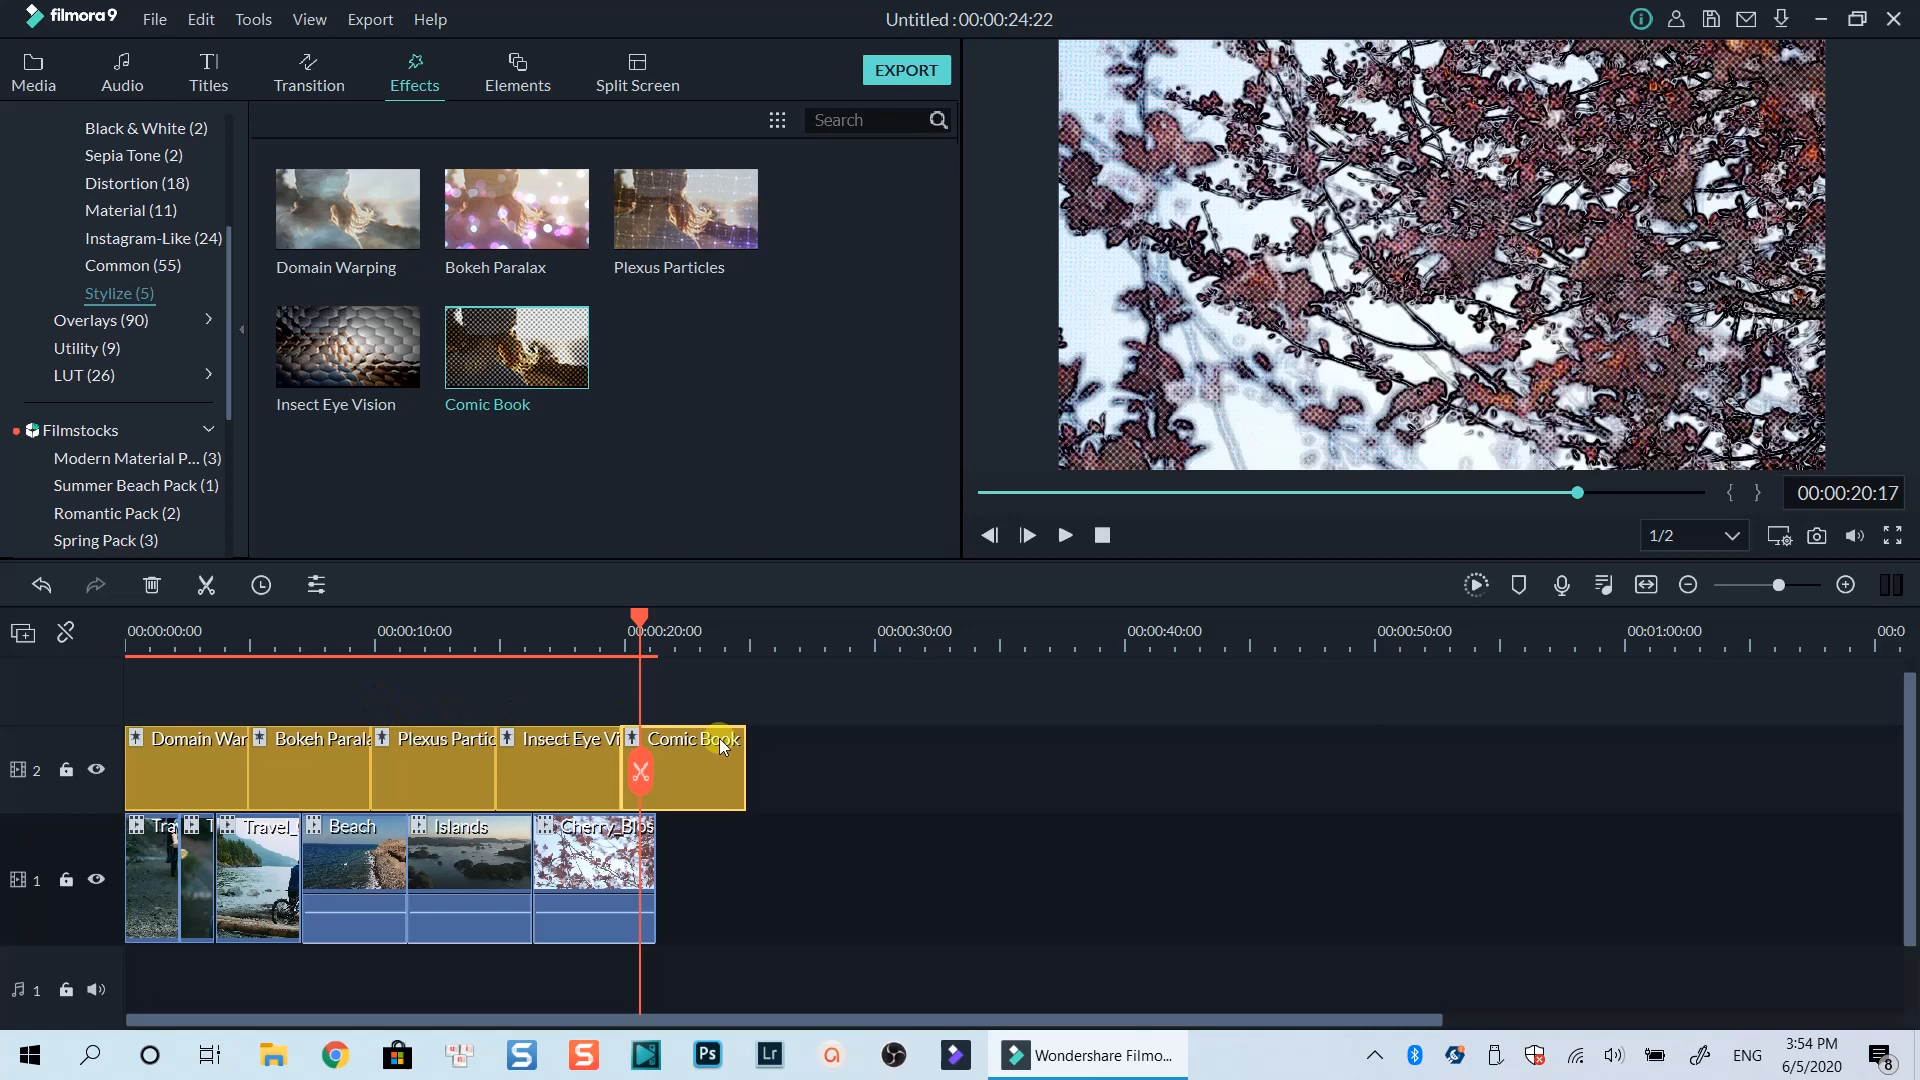 filmora9
File Edit Tools View Export Help
Untitled : 00:00:24:22
Media Audio Titles Transition Effects Elements Split Screen
EXPORT
Search
Black & White (2)
Sepia Tone (2)
Distortion (18)
Material (11)
Instagram-Like (24)
Common (55)
Stylize (5)
Overlays (90)
Utility (9)
LUT (26)
Filmstocks
Modern Material P... (3)
Summer Beach Pack (1)
Romantic Pack (2)
Spring Pack (3)
Domain Warping Bokeh Paralax Plexus Particles
Insect Eye Vision Comic Book
00:00:20:17
1/2
00:00:00:00 00:00:10:00 00:00:20:00 00:00:30:00 00:00:40:00 00:00:50:00 00:01:00:00 00:0
2 Domain War Bokeh Parala Plexus Partic Insect Eye Vi Comic Book
Tra T Travel_ Beach Islands Cherry_Blos
1
1
Ps Lr Wondershare Filmo... ENG
3:54 PM
6/5/2020
8